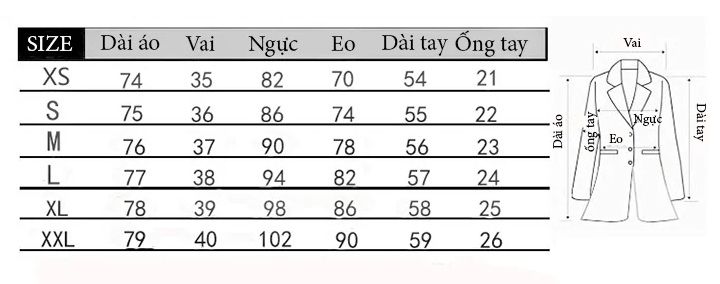 SIZE Dài áo Vai Ngực Eo Dài tay Ống tay
XS 74 35 82 70 54 21
S 75 36 86 74 55 22
M 76 37 90 78 56 23
L 77 38 94 82 57 24
XL 78 39 98 86 58 25
XXL 79 40 102 90 59 26
Vai
Dài áo
ống tay
Ngực
Eo
Dài tay